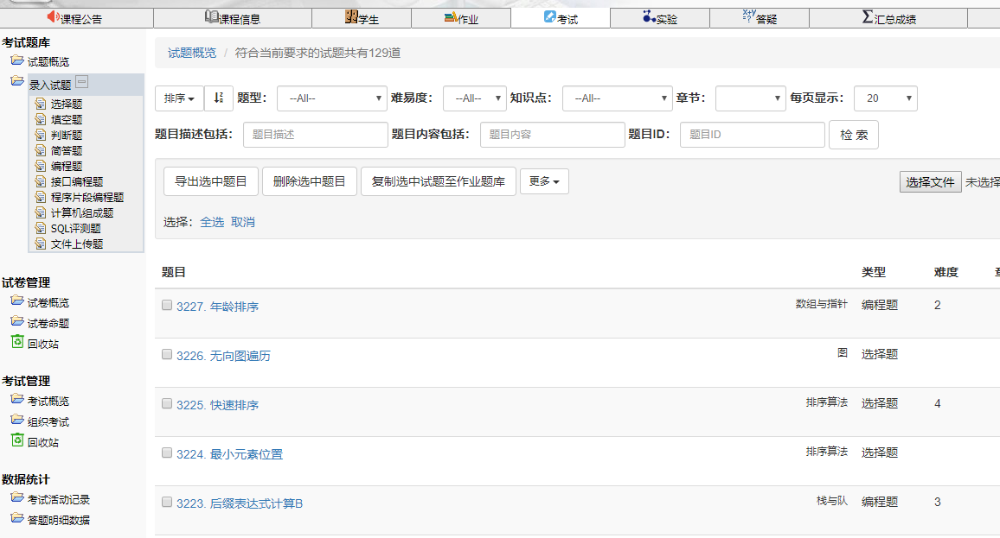 课程公告 课程信息 学生 作业 考试 实验 答疑 汇总成绩
考试题库
试题概览
录入试题
选择题
填空题
判断题
简答题
编程题
接口编程题
程序片段编程题
计算机组成题
SQL评测题
文件上传题
试卷管理
试卷概览
试卷命题
回收站
考试管理
考试概览
组织考试
回收站
数据统计
考试活动记录
答题明细数据
试题概览 / 符合当前要求的试题共有129道
排序 题型： --All-- 难易度： --All-- 知识点： --All-- 章节： 每页显示： 20
题目描述包括： 题目描述 题目内容包括： 题目内容 题目ID： 题目ID 检 索
导出选中题目 删除选中题目 复制选中试题至作业题库 更多 选择文件 未选择
选择： 全选 取消
题目 类型 难度
3227. 年龄排序 数组与指针 编程题 2
3226. 无向图遍历 图 选择题
3225. 快速排序 排序算法 选择题 4
3224. 最小元素位置 排序算法 选择题
3223. 后缀表达式计算B 栈与队 编程题 3